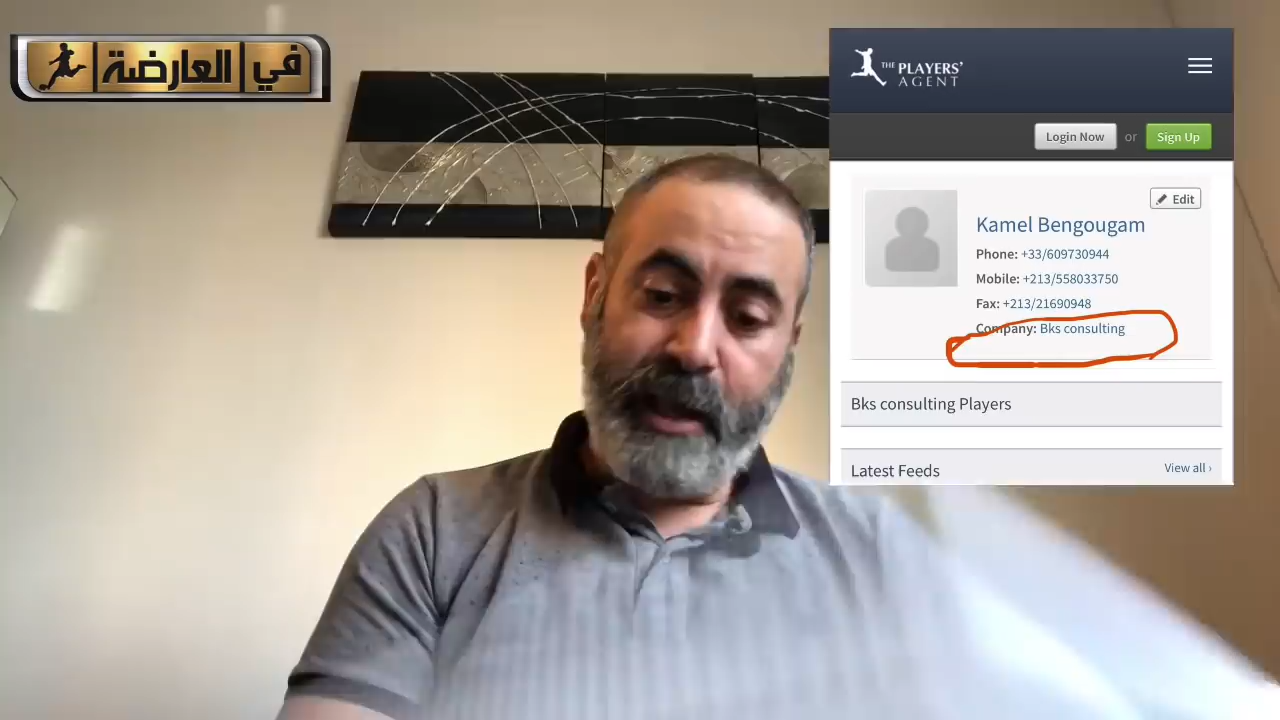 في العارضة
THE PLAYERS'
AGENT
Login Now or Sign Up
Edit
Kamel Bengougam
Phone: +33/609730944
Mobile: +213/558033750
Fax: +213/21690948
Company: Bks consulting
Bks consulting Players
Latest Feeds View all ›